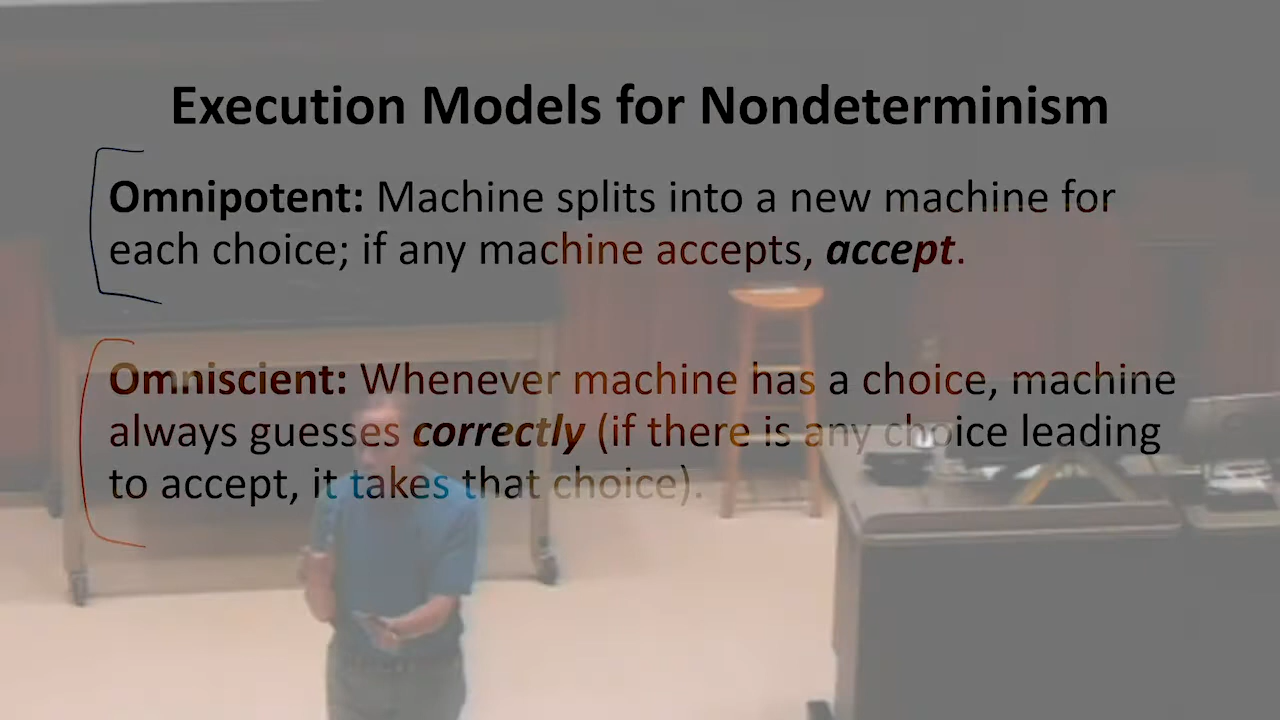 Execution Models for Nondeterminism
Omnipotent: Machine splits into a new machine for
each choice; if any machine accepts, accept.
Omniscient: Whenever machine has a choice, machine
always guesses correctly (if there is any choice leading
to accept, it takes that choice).